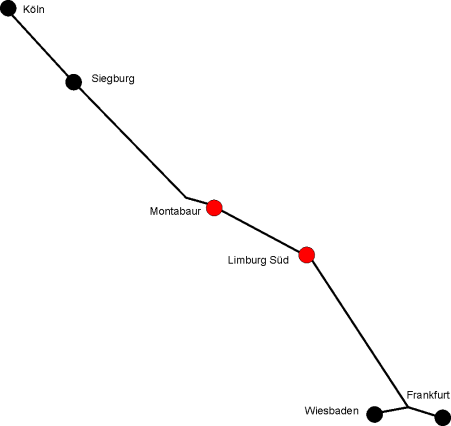 Köln
Siegburg
Montabaur
Limburg Süd
Frankfurt
Wiesbaden